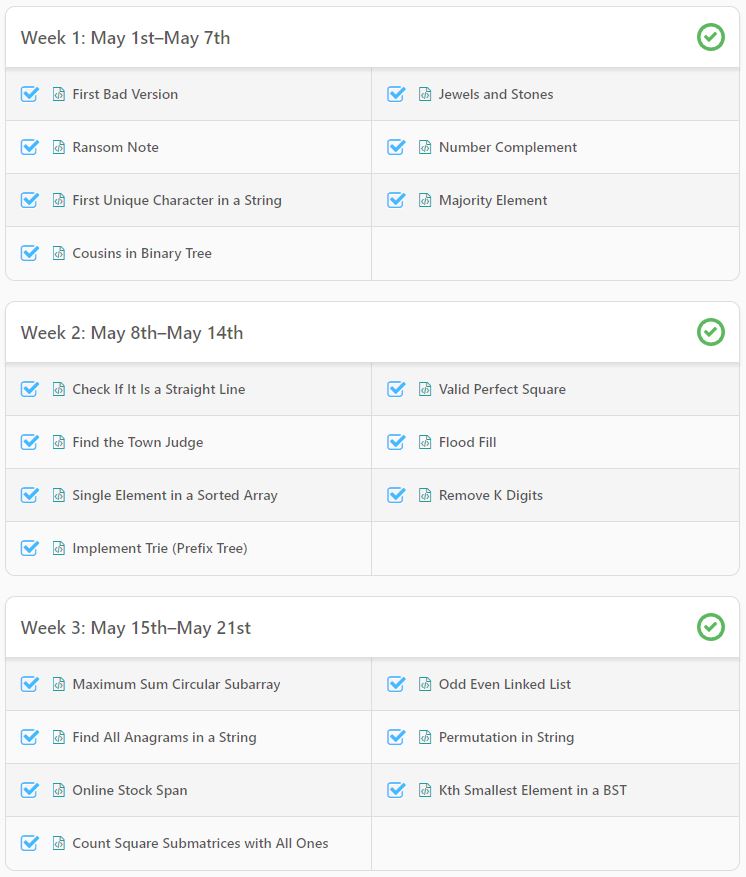 Week 1: May 1st–May 7th
First Bad Version
Jewels and Stones
Ransom Note
Number Complement
First Unique Character in a String
Majority Element
Cousins in Binary Tree
Week 2: May 8th–May 14th
Check If It Is a Straight Line
Valid Perfect Square
Find the Town Judge
Flood Fill
Single Element in a Sorted Array
Remove K Digits
Implement Trie (Prefix Tree)
Week 3: May 15th–May 21st
Maximum Sum Circular Subarray
Odd Even Linked List
Find All Anagrams in a String
Permutation in String
Online Stock Span
Kth Smallest Element in a BST
Count Square Submatrices with All Ones